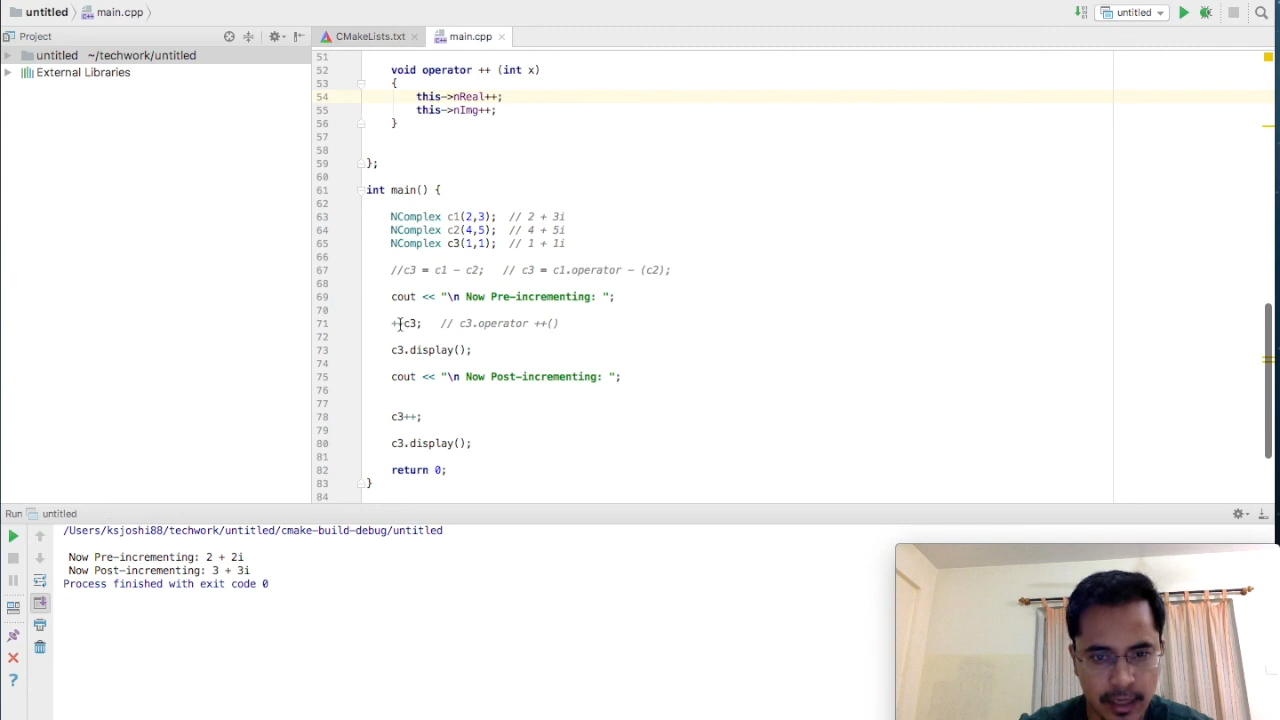 untitled main.cpp untitled
Project CMakeLists.txt main.cpp
untitled ~/techwork/untitled
External Libraries
51
52 void operator ++ (int x)
53 {
54 this->nReal++;
55 this->nImg++;
56 }
57
58
59 };
60
61 int main() {
62
63 NComplex c1(2,3); // 2 + 3i
64 NComplex c2(4,5); // 4 + 5i
65 NComplex c3(1,1); // 1 + 1i
66
67 //c3 = c1 - c2; // c3 = c1.operator - (c2);
68
69 cout << "\n Now Pre-incrementing: ";
70
71 ++c3; // c3.operator ++()
72
73 c3.display();
74
75 cout << "\n Now Post-incrementing: ";
76
77
78 c3++;
79
80 c3.display();
81
82 return 0;
83 }
84
Run untitled
/Users/ksjoshi88/techwork/untitled/cmake-build-debug/untitled
Now Pre-incrementing: 2 + 2i
Now Post-incrementing: 3 + 3i
Process finished with exit code 0